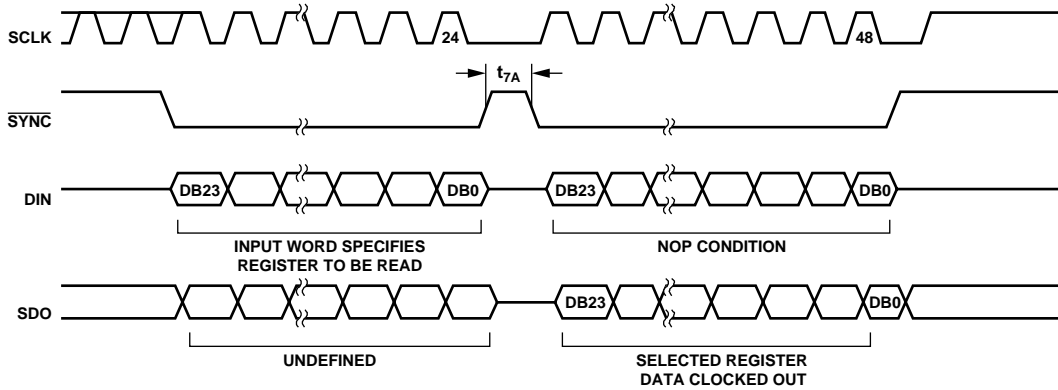 SCLK
24
48
t7A
SYNC
DIN
DB23
DB0
DB23
DB0
INPUT WORD SPECIFIES
REGISTER TO BE READ
NOP CONDITION
SDO
DB23
DB0
UNDEFINED
SELECTED REGISTER
DATA CLOCKED OUT